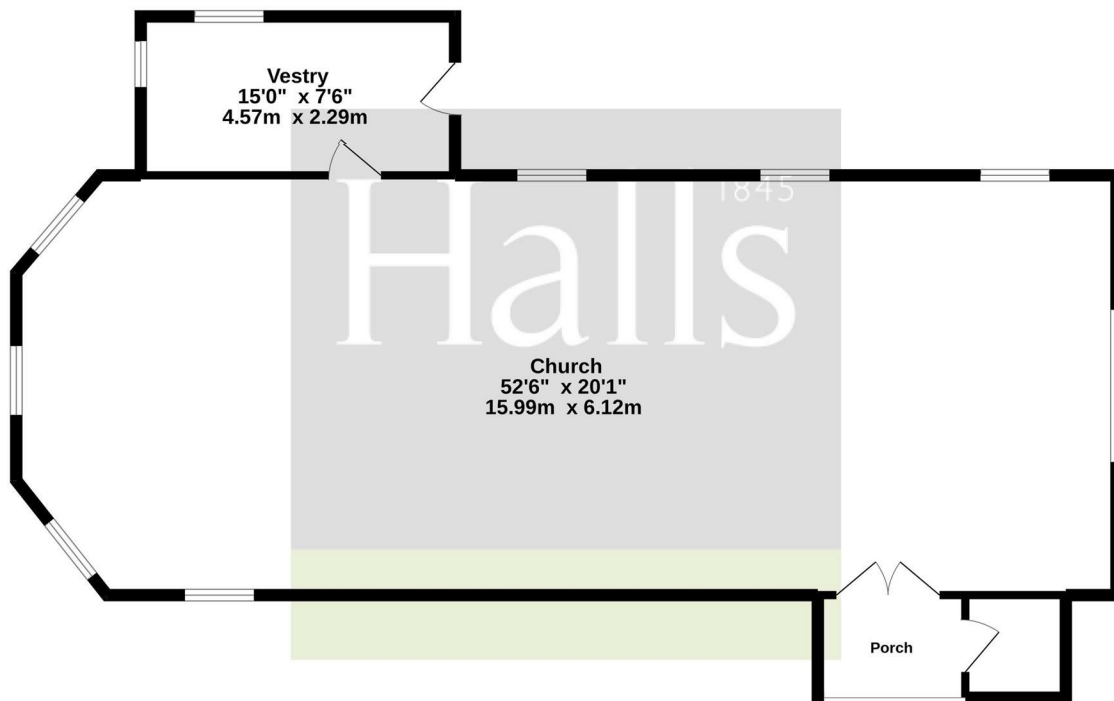 Vestry
15'0" x 7'6"
4.57m x 2.29m
1845
Halls
Church
52'6" x 20'1"
15.99m x 6.12m
Porch